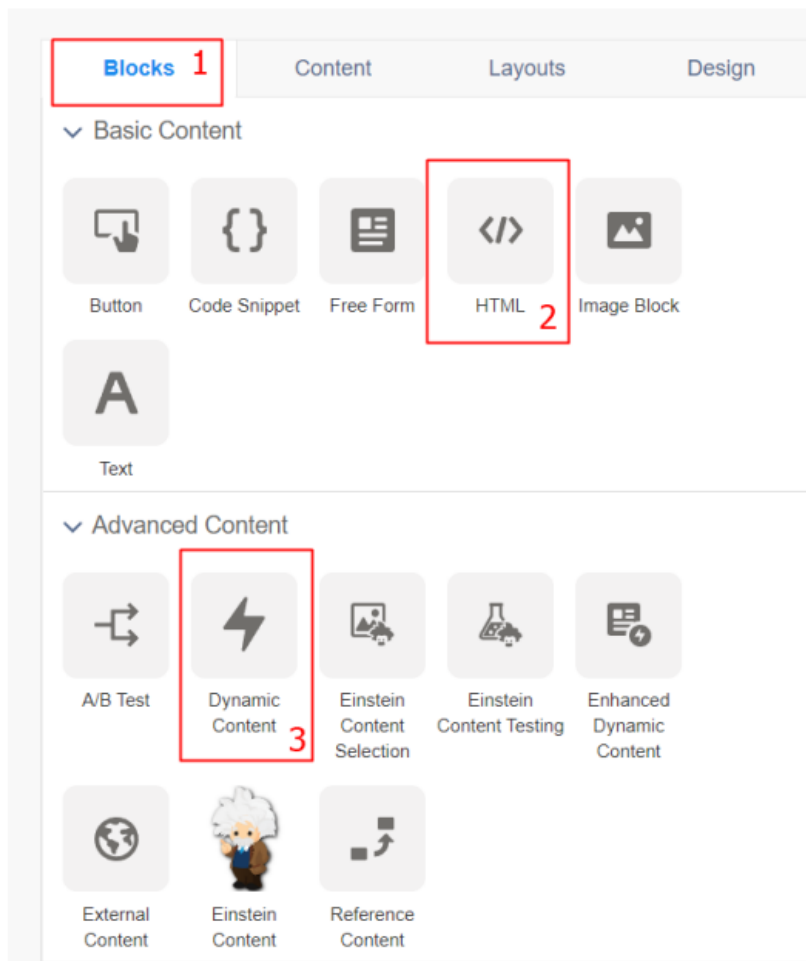 Blocks 1 Content Layouts Design
Basic Content
Button Code Snippet Free Form HTML 2 Image Block
Text
Advanced Content
A/B Test Dynamic Einstein Einstein Enhanced
Content 3 Content Content Testing Dynamic
Selection Content
External Einstein Reference
Content Content Content